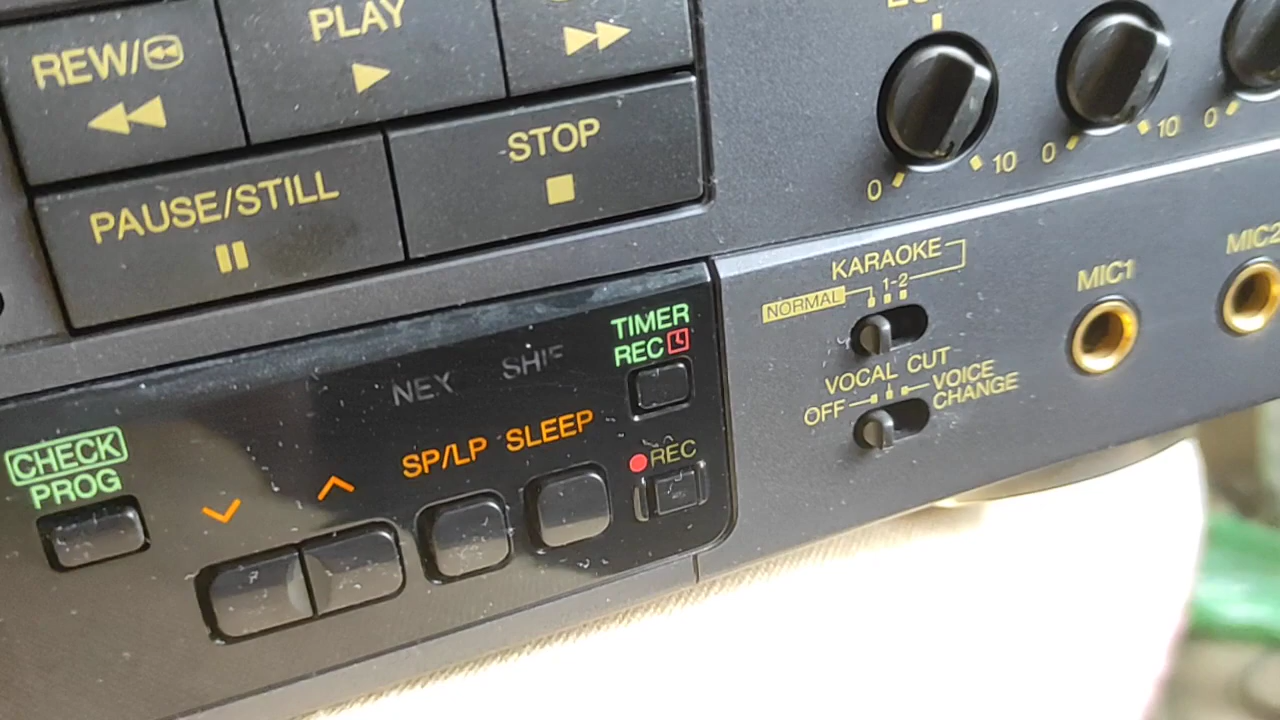 PLAY
REW/
STOP
PAUSE/STILL
0
10
0
10
0
KARAOKE
1-2
NORMAL
MIC1
MIC2
VOCAL CUT
OFF
VOICE
CHANGE
TIMER
REC
SP/LP
SLEEP
REC
CHECK
PROG